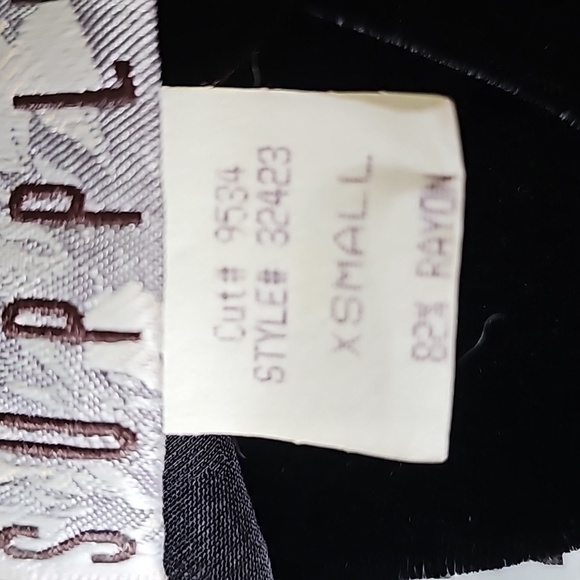 SUPPL
Cut# 9534
STYLE# 32423
XSMALL
82% RAYON